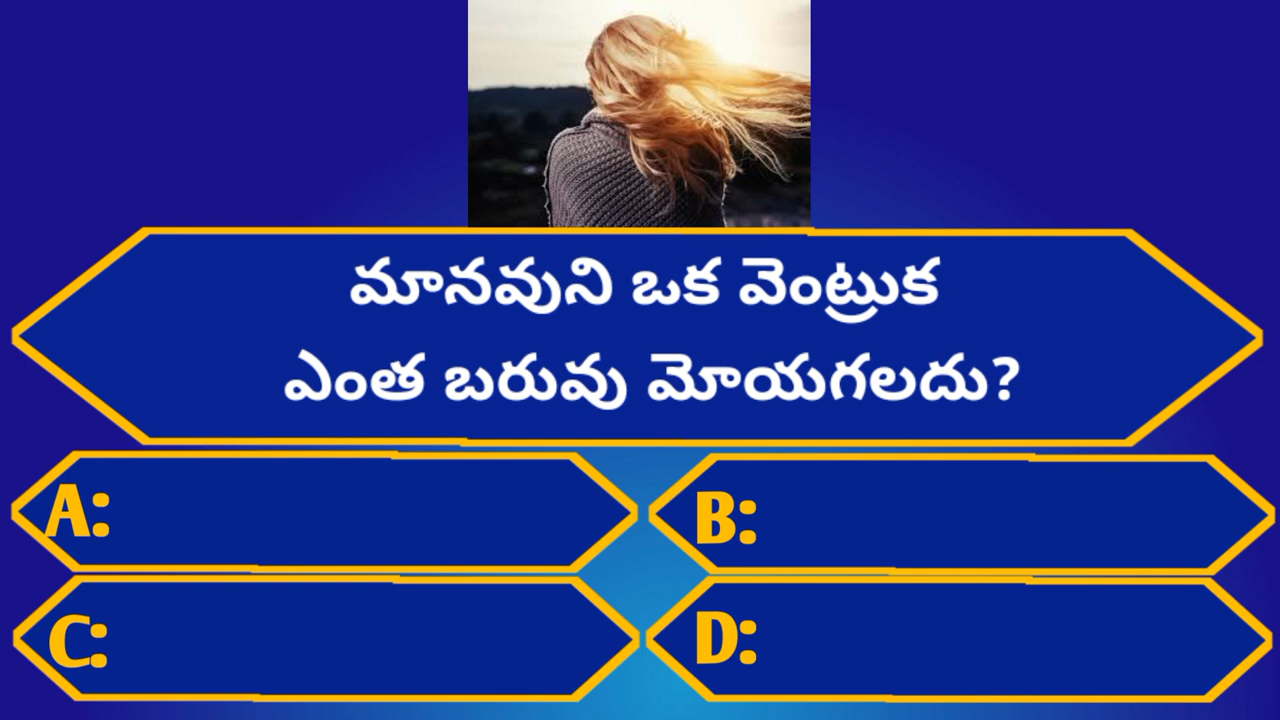 మానవుని ఒక వెంట్రుక
ఎంత బరువు మోయగలదు?
A:
B:
C:
D: